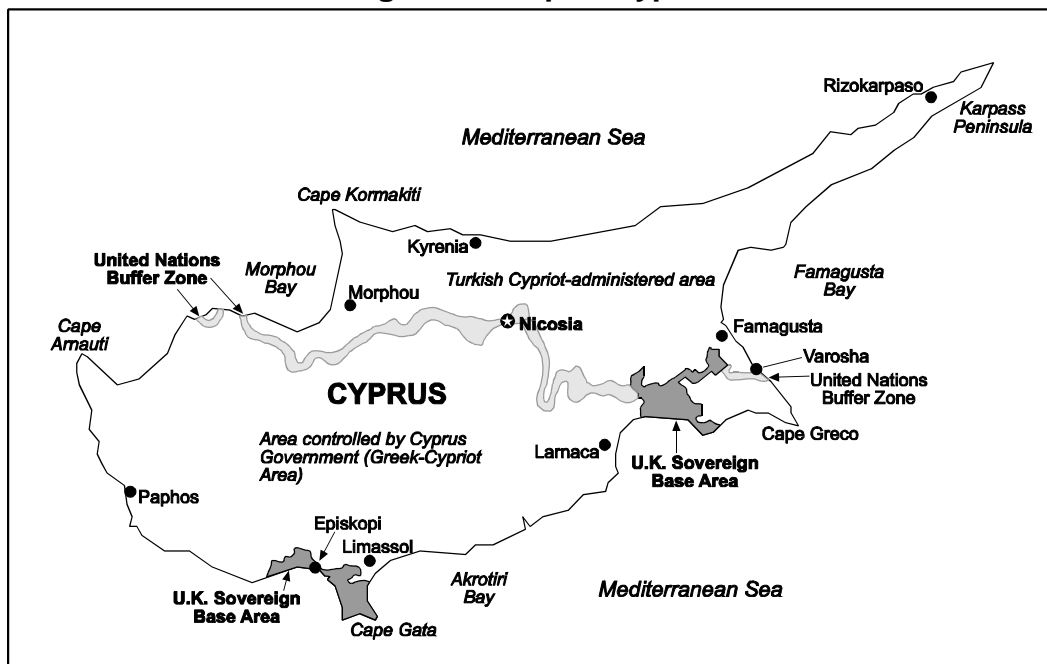 Rizokarpaso
Karpass
Peninsula
Mediterranean Sea
Cape Kormakiti
Kyrenia
United Nations
Buffer Zone
Morphou
Bay
Turkish Cypriot-administered area
Famagusta
Bay
Morphou
Nicosia
Famagusta
Cape
Arnauti
Varosha
United Nations
Buffer Zone
CYPRUS
Cape Greco
Area controlled by Cyprus
Government (Greek-Cypriot
Area)
Larnaca
U.K. Sovereign
Base Area
Paphos
Episkopi
Limassol
Akrotiri
Bay
Mediterranean Sea
U.K. Sovereign
Base Area
Cape Gata